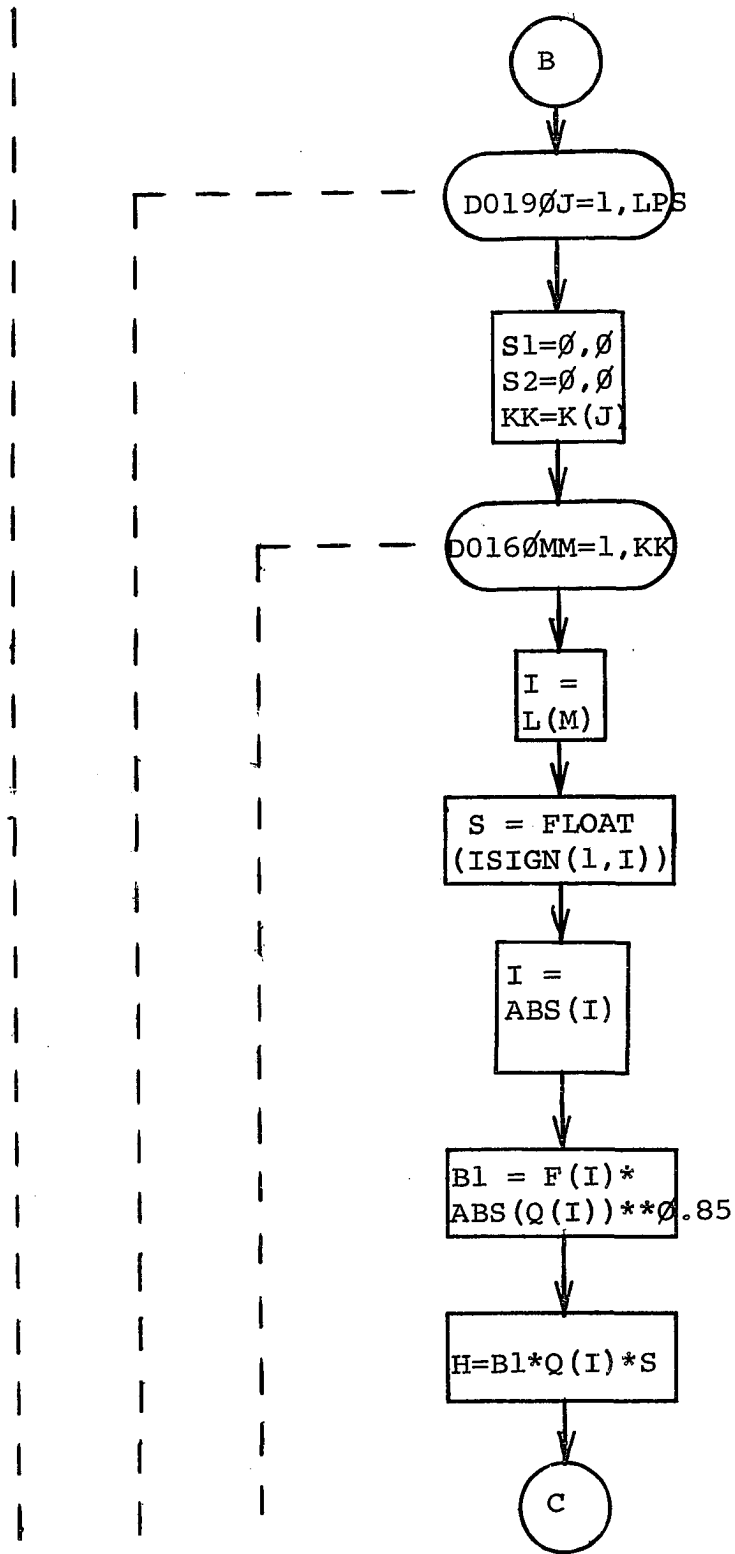 B
DO19ØJ=1,LPS
S1=Ø,Ø
S2=Ø,Ø
KK=K(J)
DO16ØMM=1,KK
I =
L(M)
S = FLOAT
(ISIGN(1,I))
I =
ABS(I)
B1 = F(I)*
ABS(Q(I))**Ø.85
H=B1*Q(I)*S
C